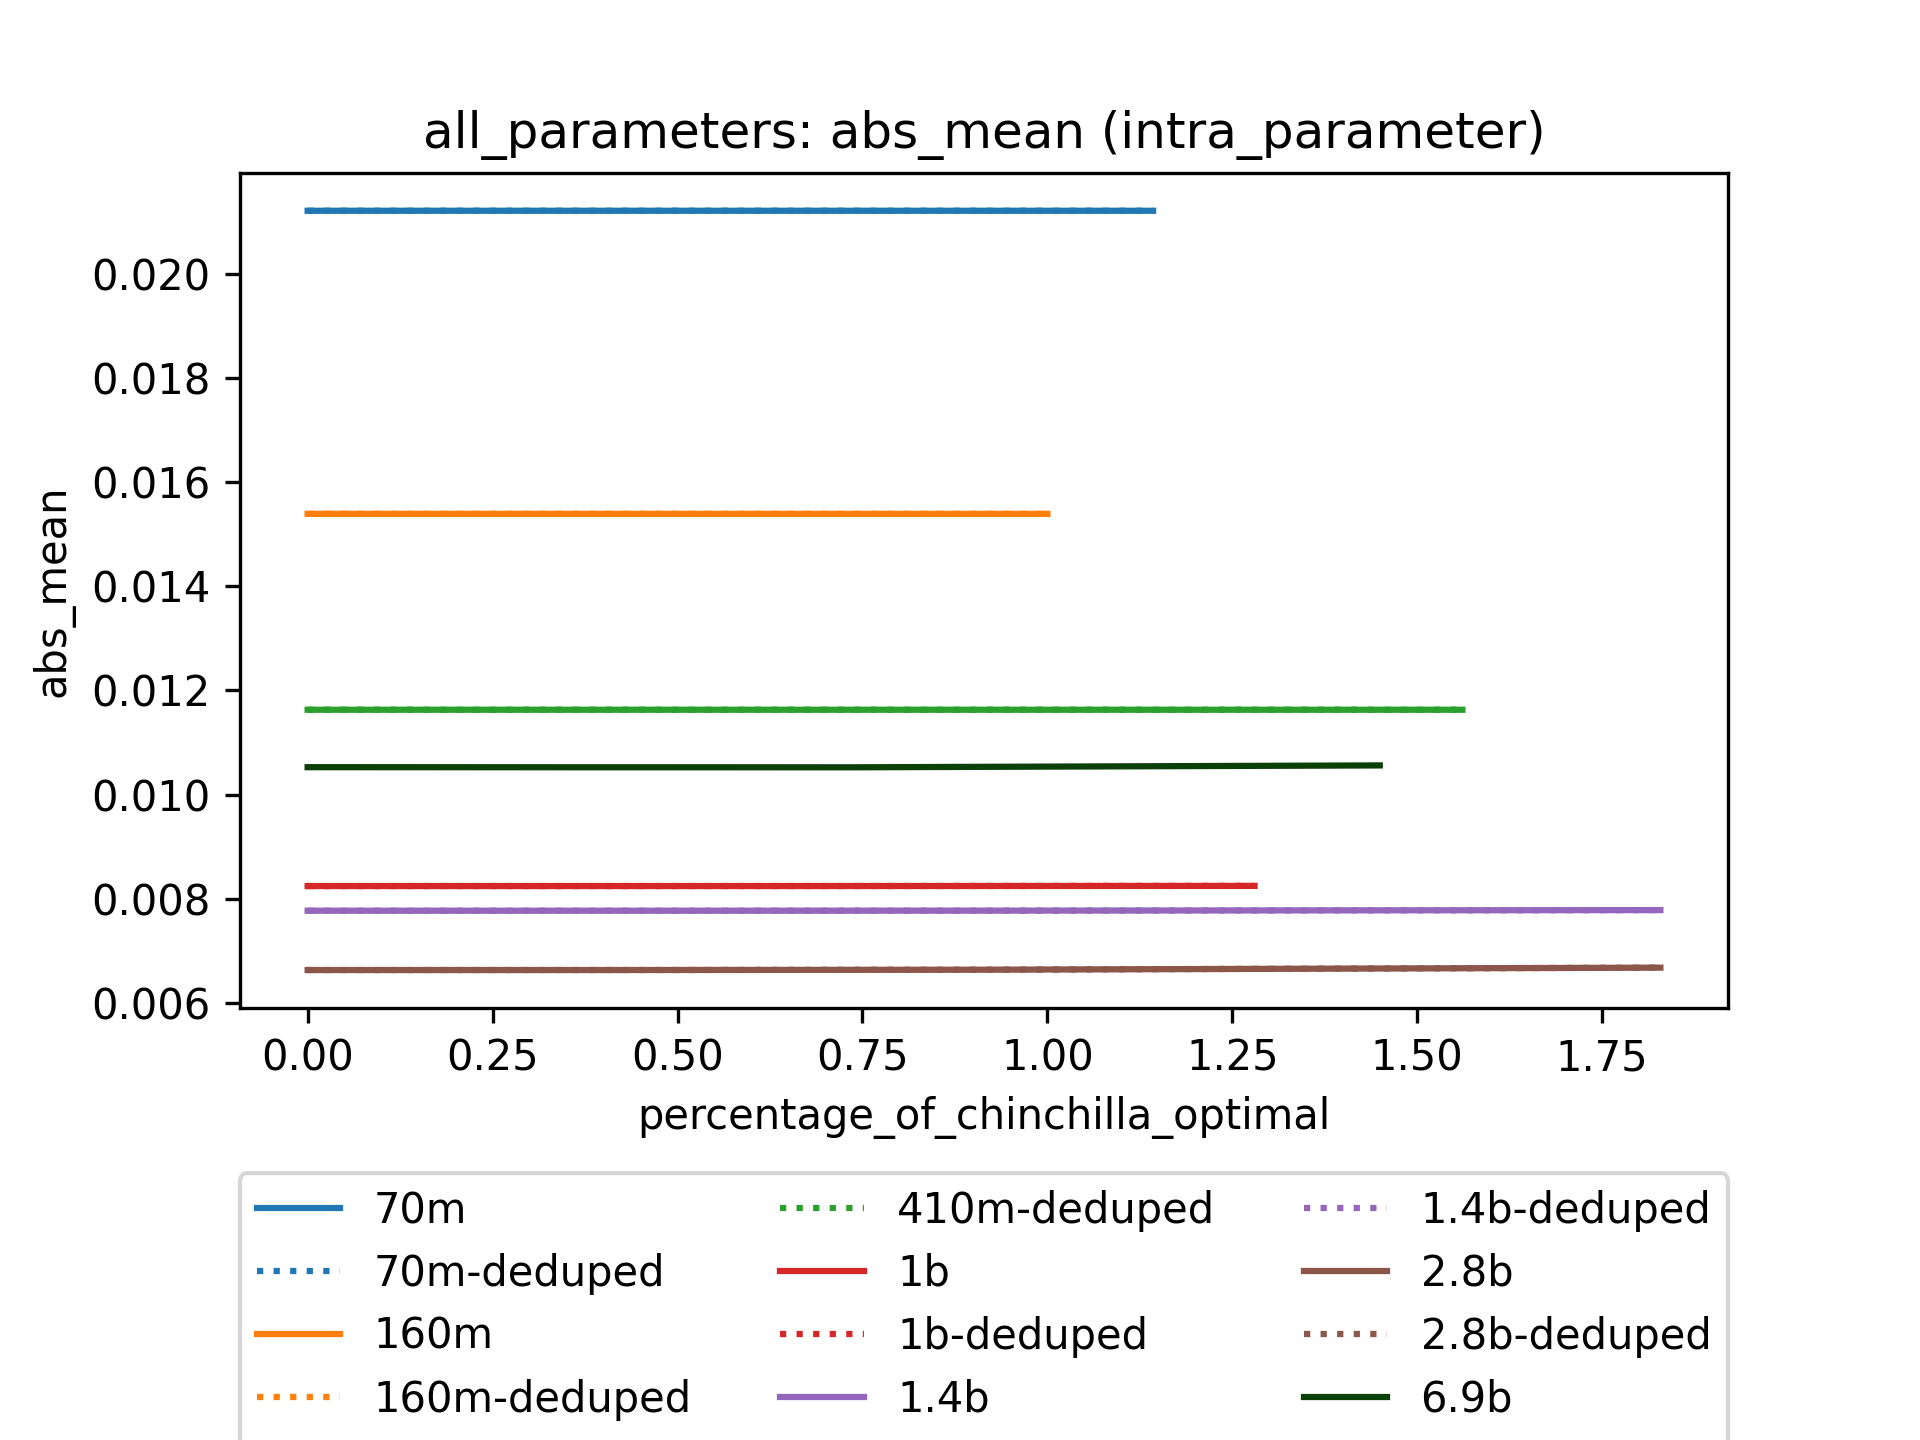 all_parameters: abs_mean (intra_parameter)
0.020
0.018
0.016
0.014
0.012
0.010
0.008
0.006
abs_mean
0.00 0.25 0.50 0.75 1.00 1.25 1.50 1.75
percentage_of_chinchilla_optimal
70m
70m-deduped
160m
160m-deduped
410m-deduped
1b
1b-deduped
1.4b
1.4b-deduped
2.8b
2.8b-deduped
6.9b